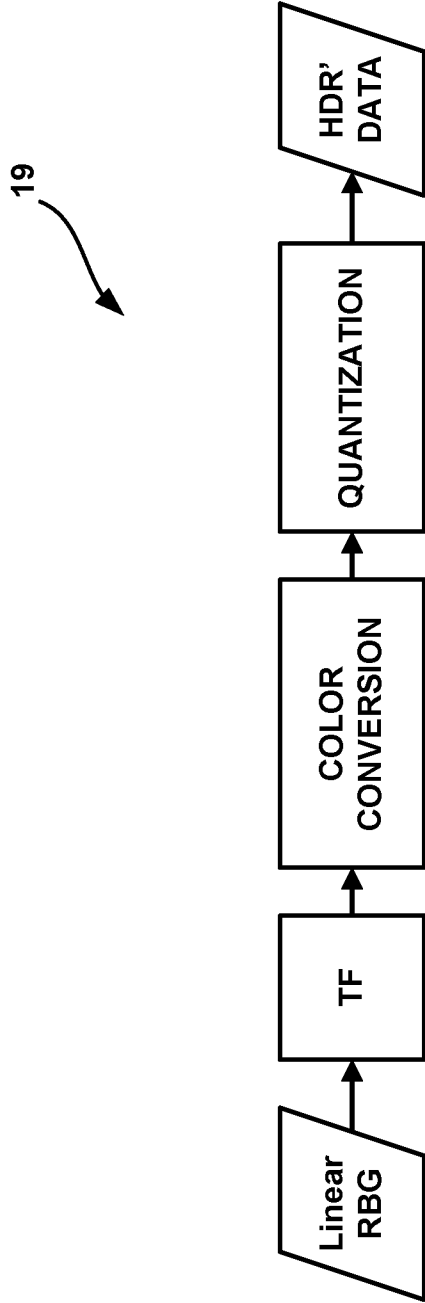 19
Linear
RBG
TF
COLOR
CONVERSION
QUANTIZATION
HDR'
DATA